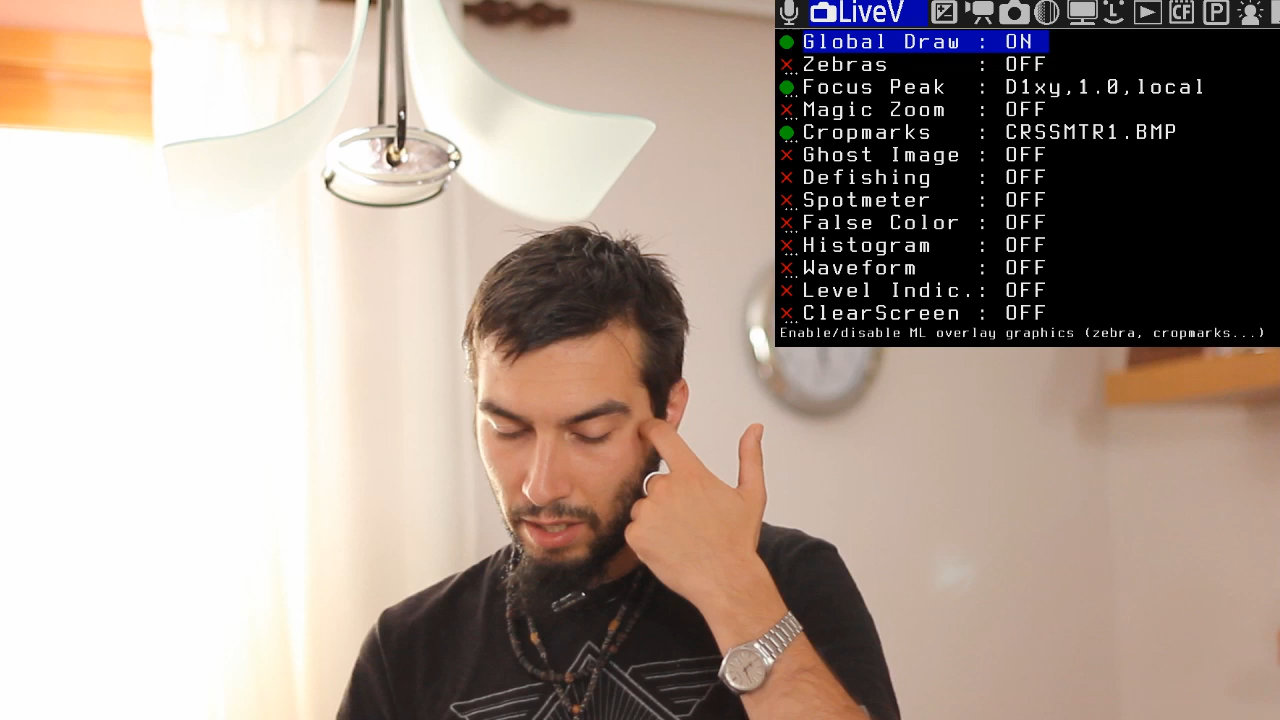 LiveV
Global Draw : ON
Zebras : OFF
Focus Peak : D1xy,1.0,local
Magic Zoom : OFF
Cropmarks : CRSSMTR1.BMP
Ghost Image : OFF
Defishing : OFF
Spotmeter : OFF
False Color : OFF
Histogram : OFF
Waveform : OFF
Level Indic.: OFF
ClearScreen : OFF
Enable/disable ML overlay graphics (zebra, cropmarks...)